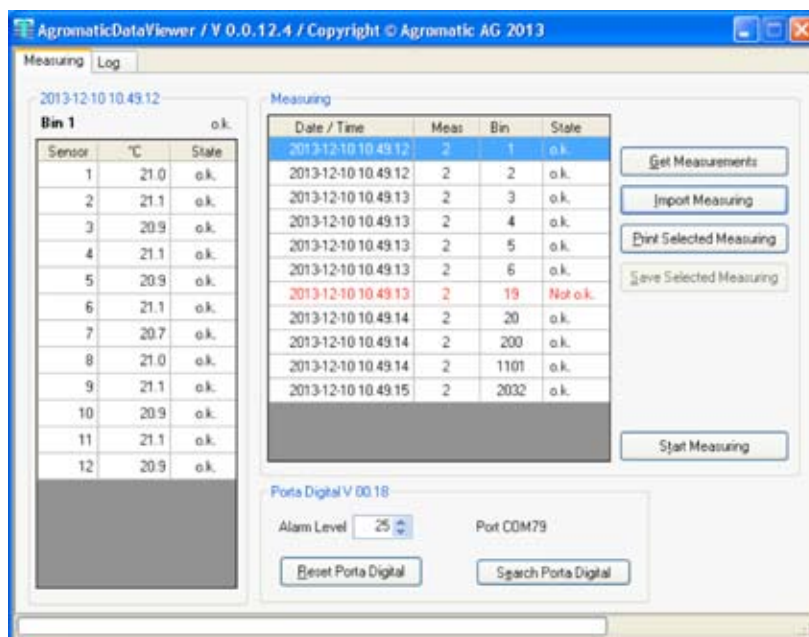 AgromaticDataViewer / V 0.0.12.4 / Copyright © Agromatic AG 2013
Measuring Log
2013-12-10 10.49.12
Bin 1 o.k.
Sensor °C State
1 21.0 o.k.
2 21.1 o.k.
3 20.9 o.k.
4 21.1 o.k.
5 20.9 o.k.
6 21.1 o.k.
7 20.7 o.k.
8 21.0 o.k.
9 21.1 o.k.
10 20.9 o.k.
11 21.1 o.k.
12 20.9 o.k.
Measuring
Date / Time Meas Bin State
2013-12-10 10.49.12 2 1 o.k.
2013-12-10 10.49.12 2 2 o.k.
2013-12-10 10.49.13 2 3 o.k.
2013-12-10 10.49.13 2 4 o.k.
2013-12-10 10.49.13 2 5 o.k.
2013-12-10 10.49.13 2 6 o.k.
2013-12-10 10.49.13 2 19 Not o.k.
2013-12-10 10.49.14 2 20 o.k.
2013-12-10 10.49.14 2 200 o.k.
2013-12-10 10.49.14 2 1101 o.k.
2013-12-10 10.49.15 2 2032 o.k.
Get Measurements
Import Measuring
Print Selected Measuring
Save Selected Measuring
Start Measuring
Porta Digital V 00.18
Alarm Level 25 Port COM79
Reset Porta Digital Search Porta Digital